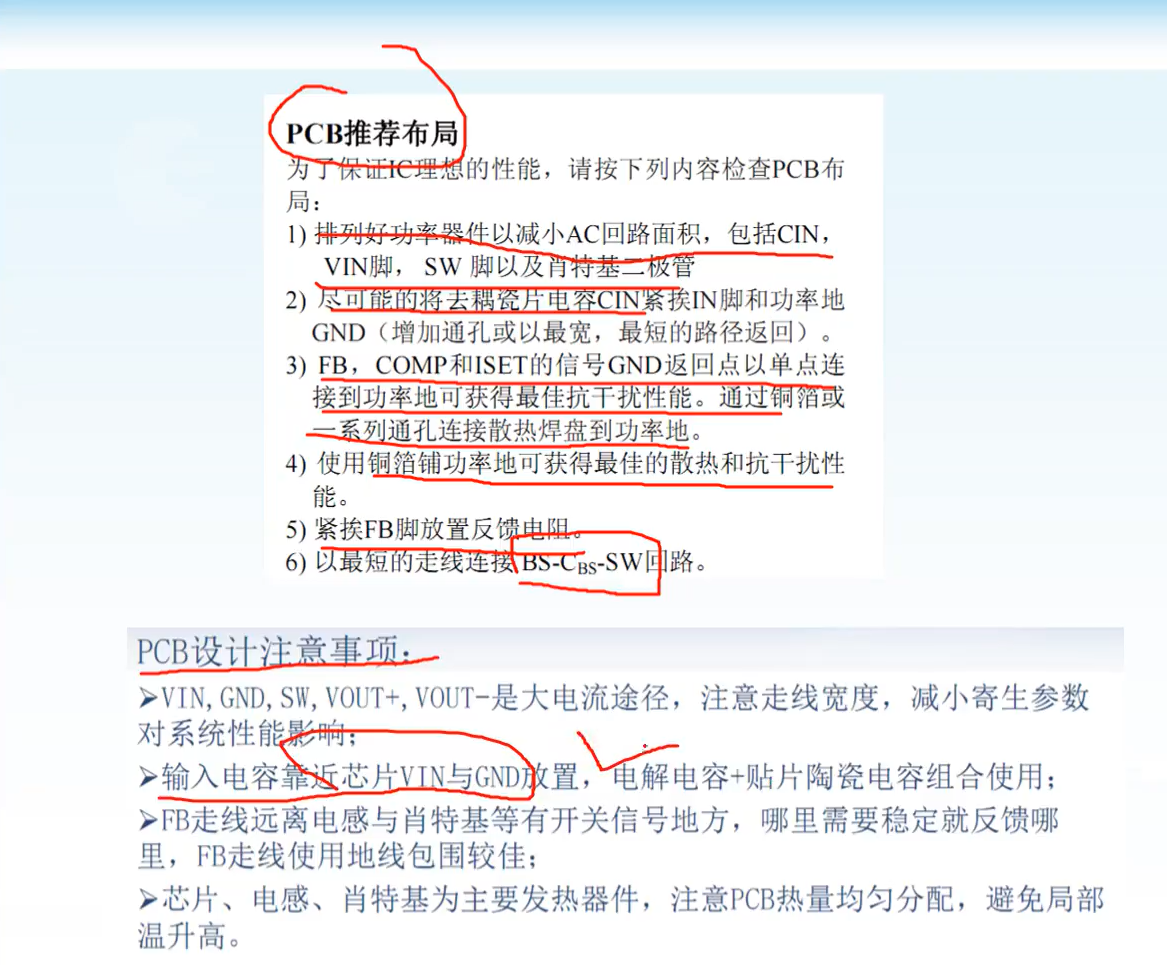 PCB推荐布局
为了保证IC理想的性能，请按下列内容检查PCB布
局：
1) 排列好功率器件以减小AC回路面积，包括CIN，
VIN脚， SW 脚以及肖特基二极管
2) 尽可能的将去耦瓷片电容CIN紧挨IN脚和功率地
GND（增加通孔或以最宽，最短的路径返回）。
3) FB，COMP和ISET的信号GND返回点以单点连
接到功率地可获得最佳抗干扰性能。通过铜箔或
一系列通孔连接散热焊盘到功率地。
4) 使用铜箔铺功率地可获得最佳的散热和抗干扰性
能。
5) 紧挨FB脚放置反馈电阻。
6) 以最短的走线连接 BS-CBS-SW回路。
PCB设计注意事项：
➢VIN,GND,SW,VOUT+,VOUT-是大电流途径，注意走线宽度，减小寄生参数
对系统性能影响；
➢输入电容靠近芯片VIN与GND放置，电解电容+贴片陶瓷电容组合使用；
➢FB走线远离电感与肖特基等有开关信号地方，哪里需要稳定就反馈哪
里，FB走线使用地线包围较佳；
➢芯片、电感、肖特基为主要发热器件，注意PCB热量均匀分配，避免局部
温升高。